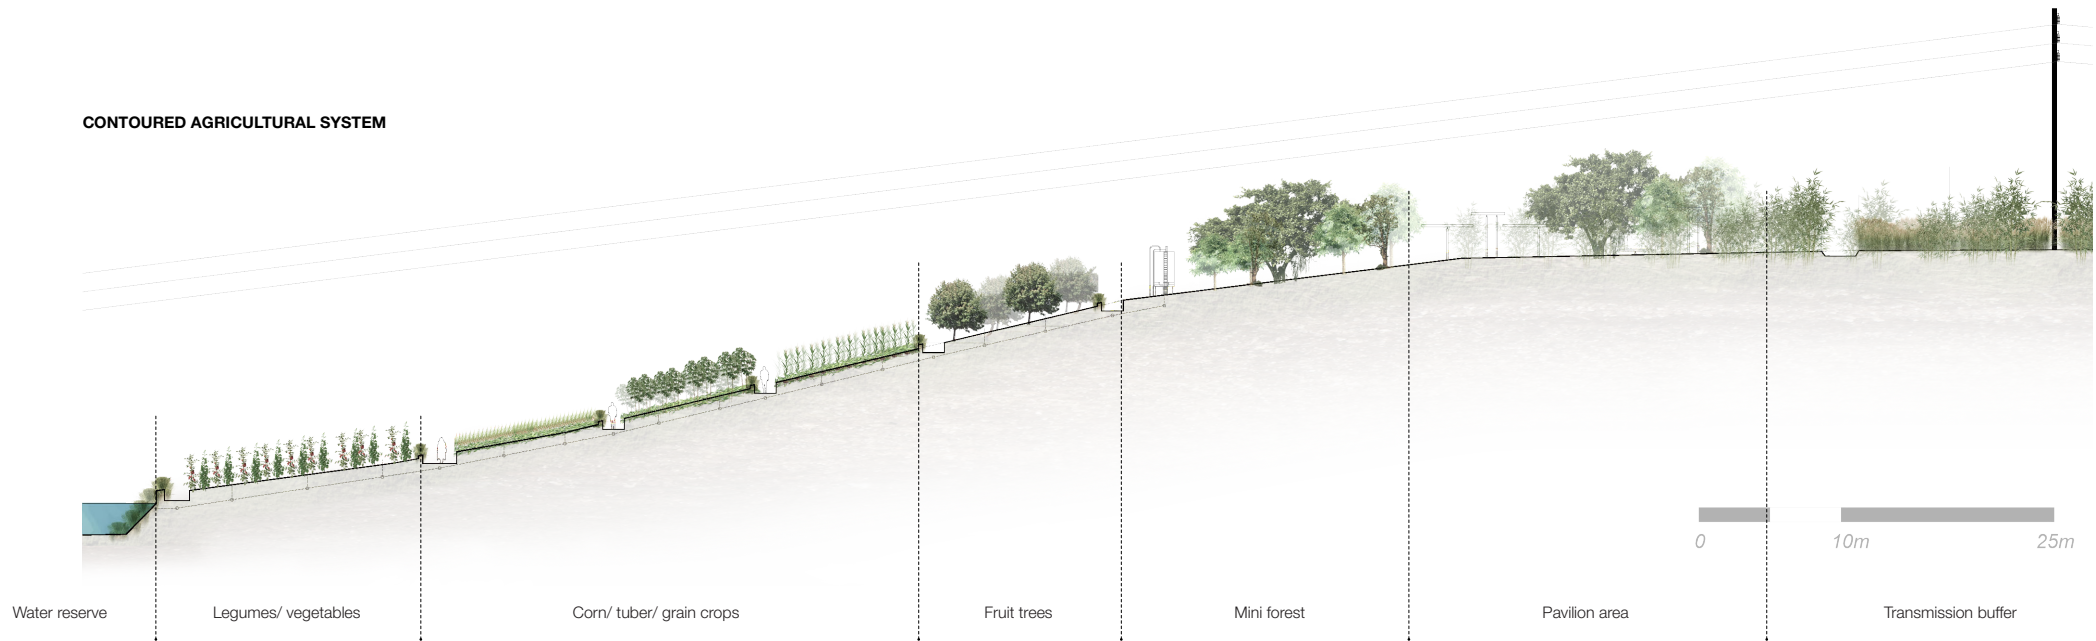 CONTOURED AGRICULTURAL SYSTEM
0 10m 25m
Water reserve
Legumes/ vegetables
Corn/ tuber/ grain crops
Fruit trees
Mini forest
Pavilion area
Transmission buffer